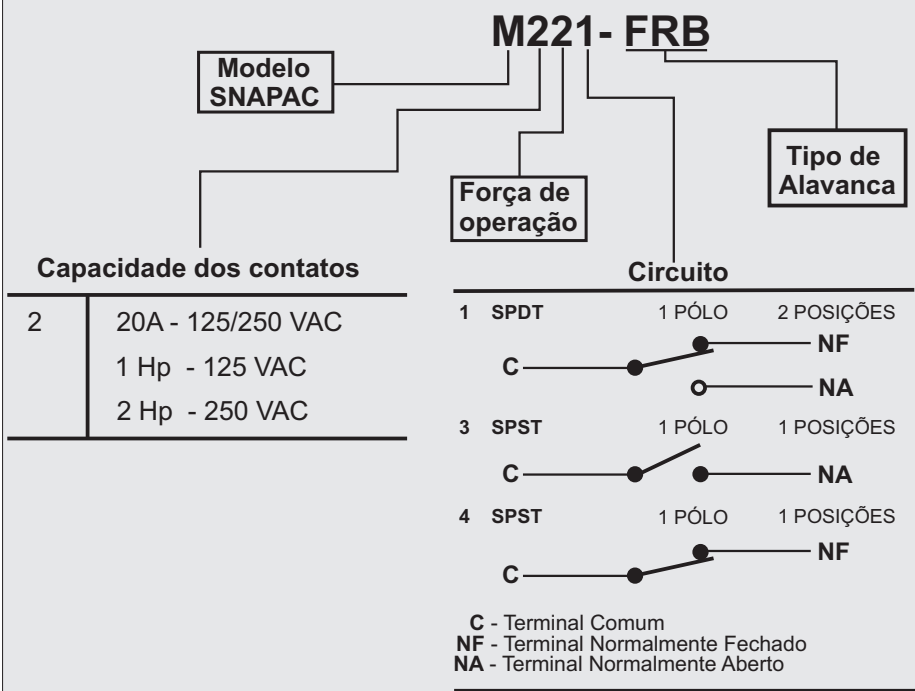 M221- FRB
Modelo
SNAPAC
Tipo de
Alavanca
Força de
operação
Capacidade dos contatos
2 20A - 125/250 VAC
1 Hp - 125 VAC
2 Hp - 250 VAC
Circuito
1 SPDT 1 PÓLO 2 POSIÇÕES
NF
C
NA
3 SPST 1 PÓLO 1 POSIÇÕES
C NA
4 SPST 1 PÓLO 1 POSIÇÕES
NF
C
C - Terminal Comum
NF - Terminal Normalmente Fechado
NA - Terminal Normalmente Aberto